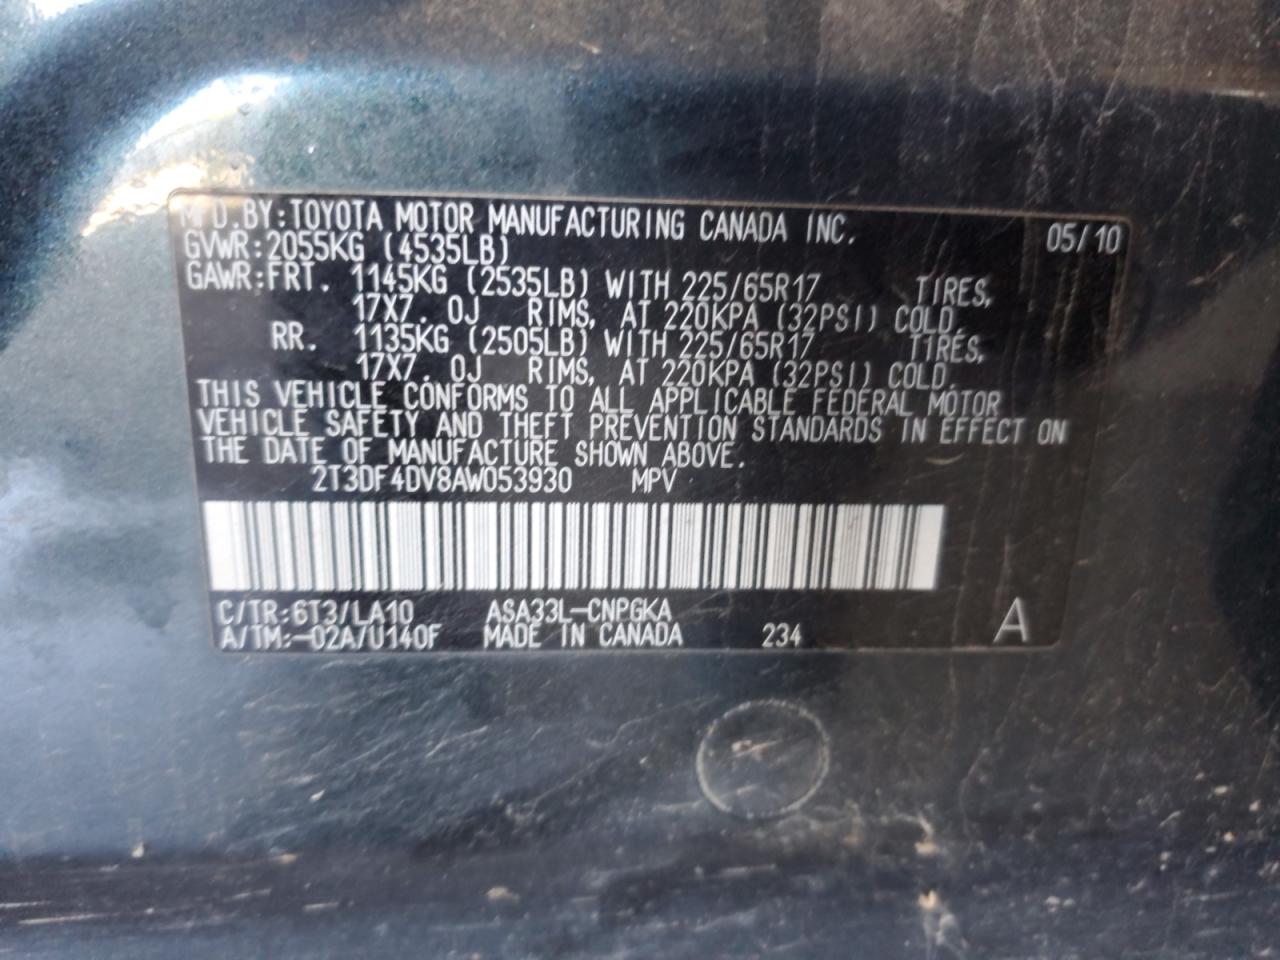 MFD.BY:TOYOTA MOTOR MANUFACTURING CANADA INC. 05/10
GVWR:2055KG (4535LB)
GAWR:FRT. 1145KG (2535LB) WITH 225/65R17 TIRES,
17X7.0J RIMS, AT 220KPA (32PSI) COLD.
RR. 1135KG (2505LB) WITH 225/65R17 TIRES,
17X7.0J RIMS, AT 220KPA (32PSI) COLD.
THIS VEHICLE CONFORMS TO ALL APPLICABLE FEDERAL MOTOR
VEHICLE SAFETY AND THEFT PREVENTION STANDARDS IN EFFECT ON
THE DATE OF MANUFACTURE SHOWN ABOVE.
2T3DF4DV8AW053930 MPV
C/TR:6T3/LA10 ASA33L-CNPGKA
A/TM:-02A/U140F MADE IN CANADA 234 A